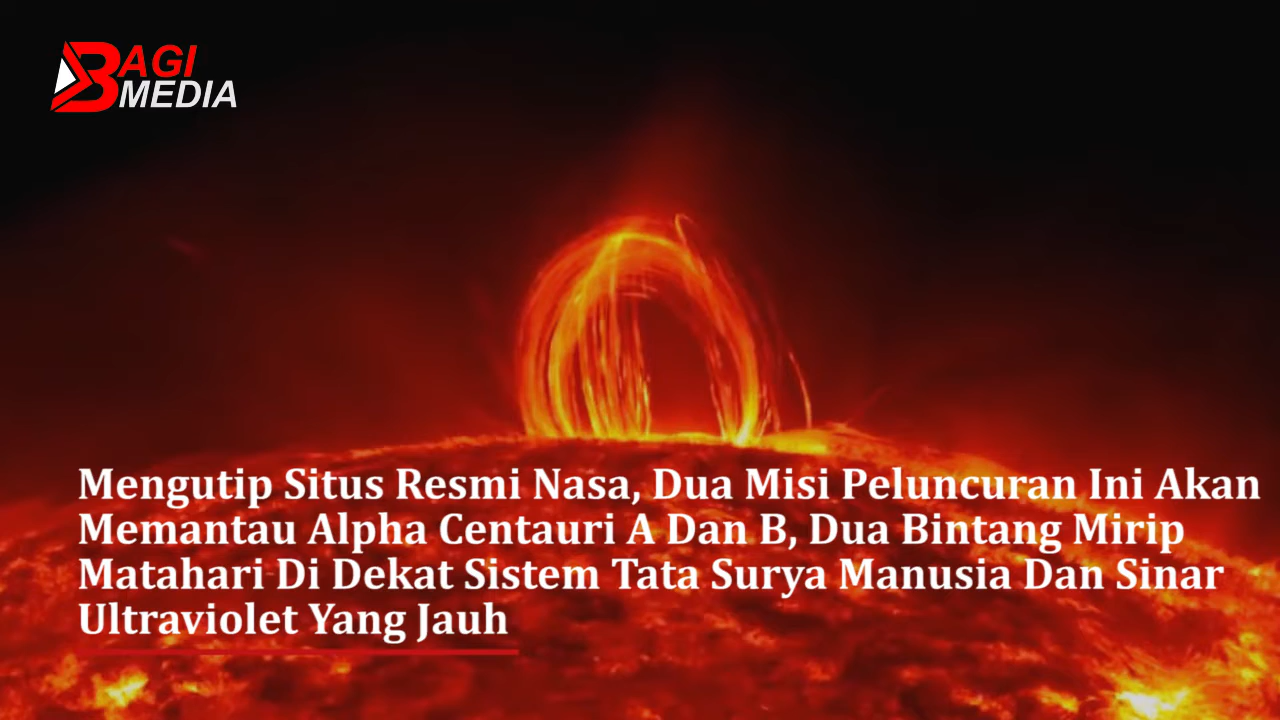 BAGI
MEDIA
Mengutip Situs Resmi Nasa, Dua Misi Peluncuran Ini Akan
Memantau Alpha Centauri A Dan B, Dua Bintang Mirip
Matahari Di Dekat Sistem Tata Surya Manusia Dan Sinar
Ultraviolet Yang Jauh